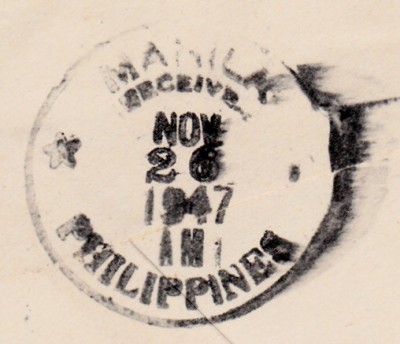 MANILA
RECEIVED
NOV
26
1947
AM 1
PHILIPPINES